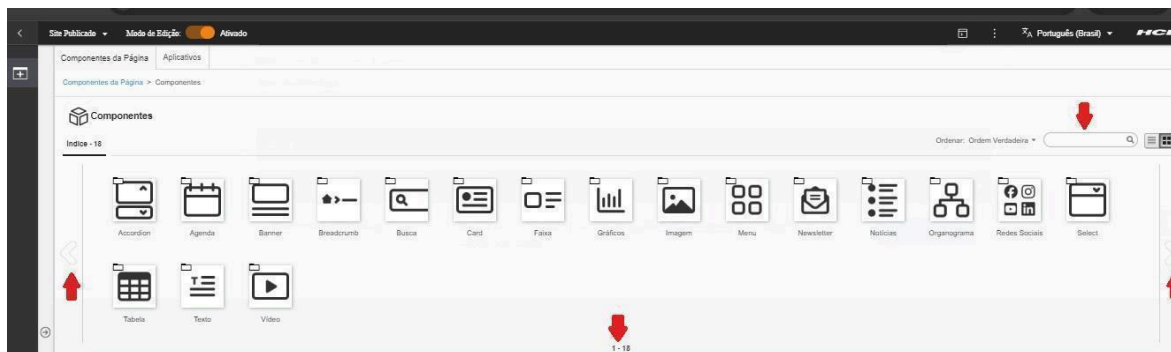 Site Publicado Modo de Edição: Ativado Português (Brasil)
Componentes da Página Aplicativos
Componentes da Página > Componentes
Componentes
Indice - 18
Ordenar: Ordem Verdadeira
Accordion Agenda Banner Breadcrumb Busca Card Faixa Gráficos Imagem Menu Newsletter Notícias Organograma Redes Sociais Select
Tabela Texto Vídeo
1 - 18